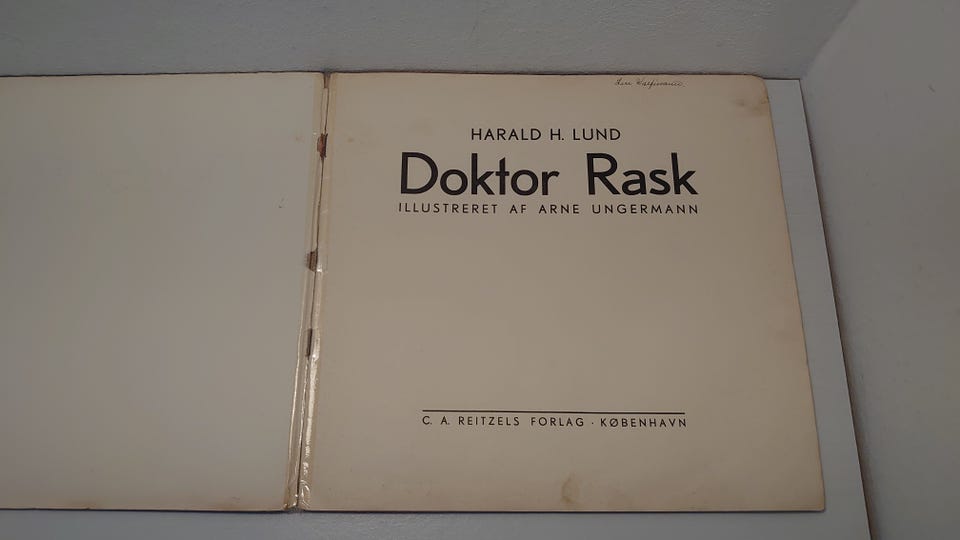 HARALD H. LUND
Doktor Rask
ILLUSTRERET AF ARNE UNGERMANN
C. A. REITZELS FORLAG · KØBENHAVN